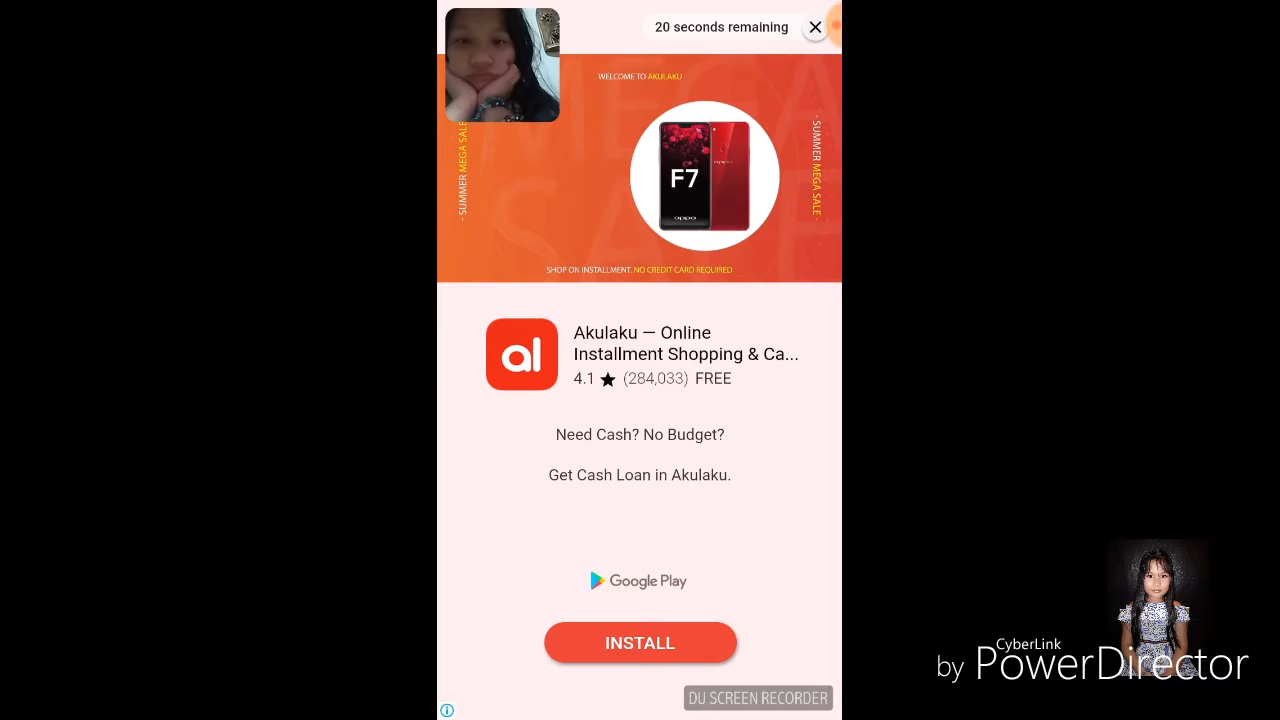 20 seconds remaining
WELCOME TO AKULAKU
- SUMMER MEGA SALE
- SUMMER MEGA SALE -
F7
oppo
oppo
SHOP ON INSTALLMENT. NO CREDIT CARD REQUIRED
al
Akulaku — Online
Installment Shopping & Ca...
4.1 ★ (284,033) FREE
Need Cash? No Budget?
Get Cash Loan in Akulaku.
Google Play
INSTALL
DU SCREEN RECORDER
CyberLink
by PowerDirector